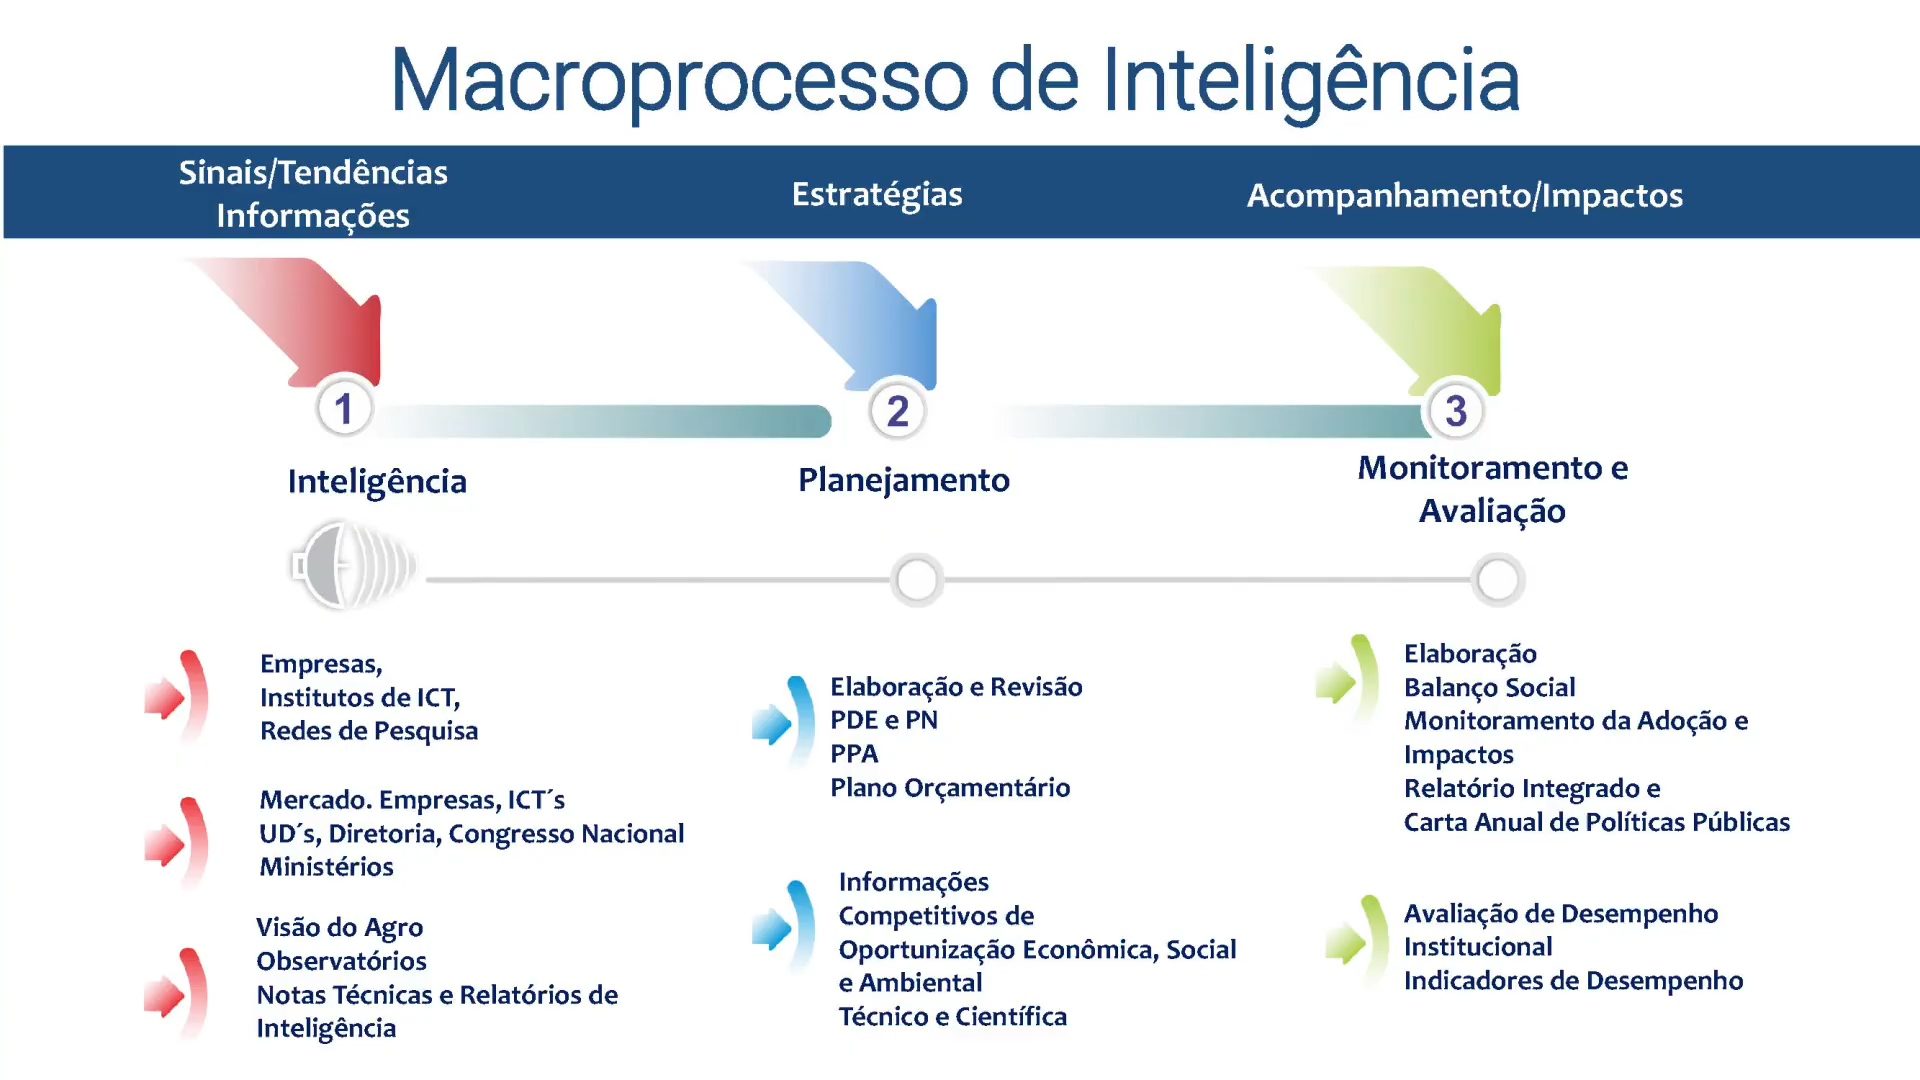 Macroprocesso de Inteligência
Sinais/Tendências
Informações
Estratégias
Acompanhamento/Impactos
1
2
3
Inteligência
Planejamento
Monitoramento e
Avaliação
Empresas,
Institutos de ICT,
Redes de Pesquisa
Mercado. Empresas, ICT´s
UD´s, Diretoria, Congresso Nacional
Ministérios
Visão do Agro
Observatórios
Notas Técnicas e Relatórios de
Inteligência
Elaboração e Revisão
PDE e PN
PPA
Plano Orçamentário
Informações
Competitivos de
Oportunização Econômica, Social
e Ambiental
Técnico e Científica
Elaboração
Balanço Social
Monitoramento da Adoção e
Impactos
Relatório Integrado e
Carta Anual de Políticas Públicas
Avaliação de Desempenho
Institucional
Indicadores de Desempenho